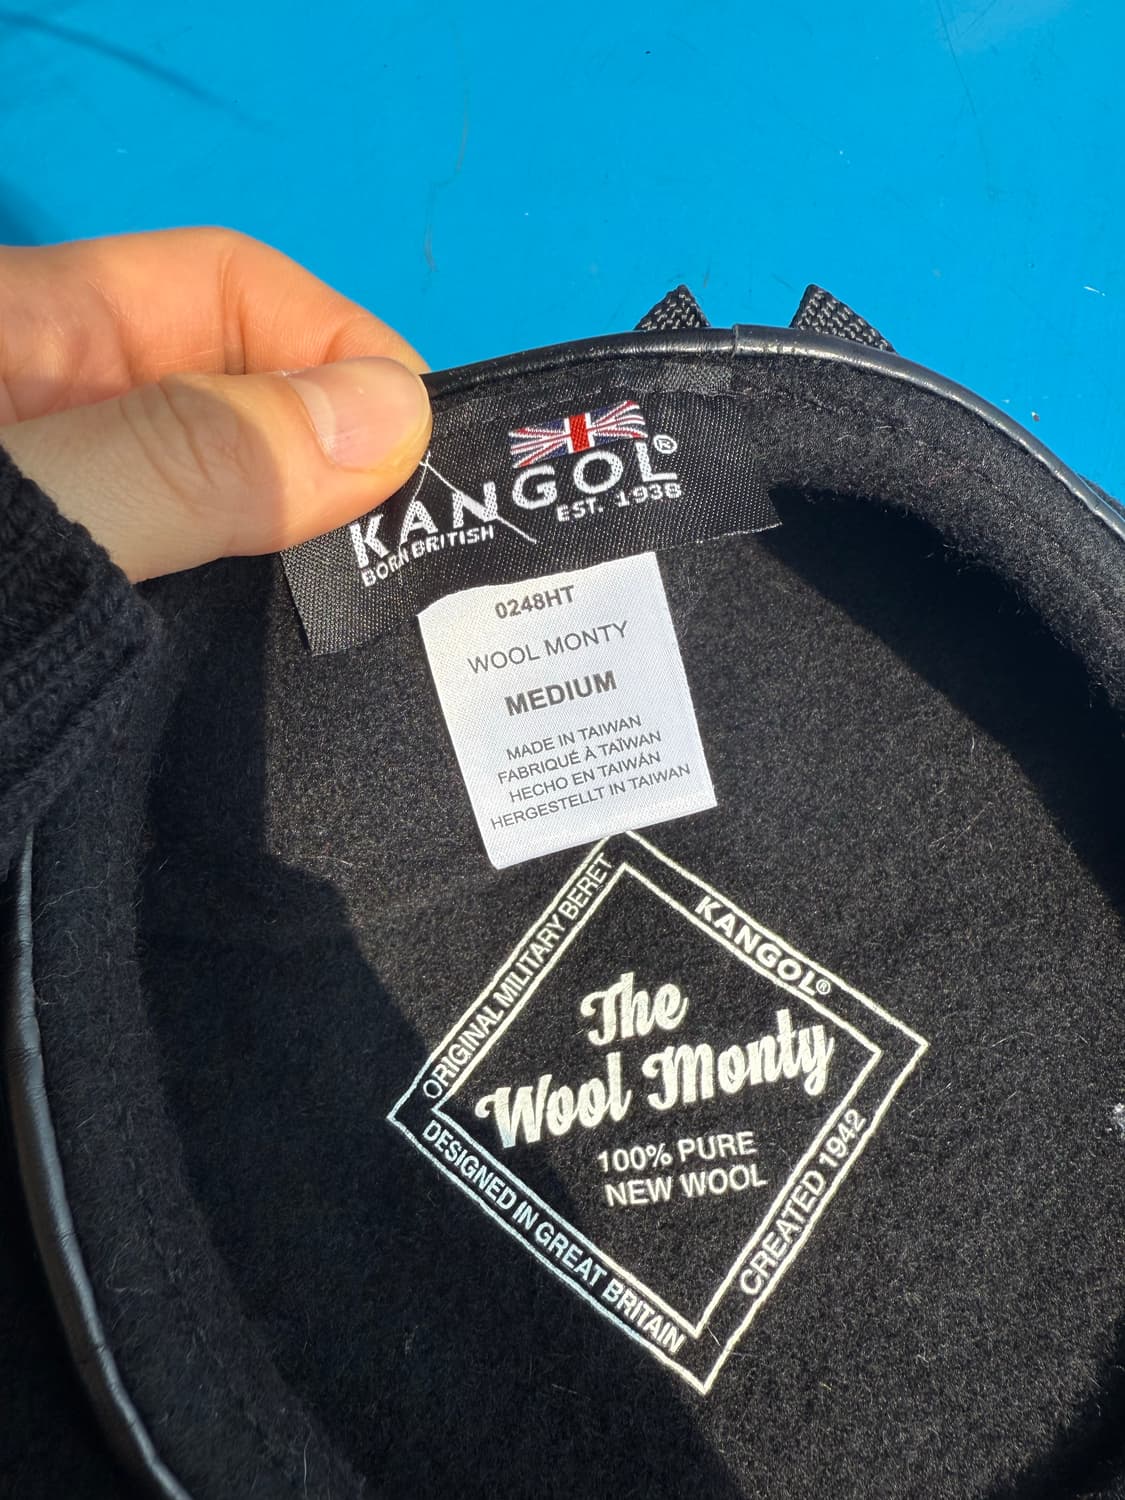 KANGOL®
BORN BRITISH EST. 1938
0248HT
WOOL MONTY
MEDIUM
MADE IN TAIWAN
FABRIQUÉ À TAÏWAN
HECHO EN TAIWÁN
HERGESTELLT IN TAIWAN
ORIGINAL MILITARY BERET
KANGOL®
The
Wool Monty
100% PURE
NEW WOOL
DESIGNED IN GREAT BRITAIN
CREATED 1942